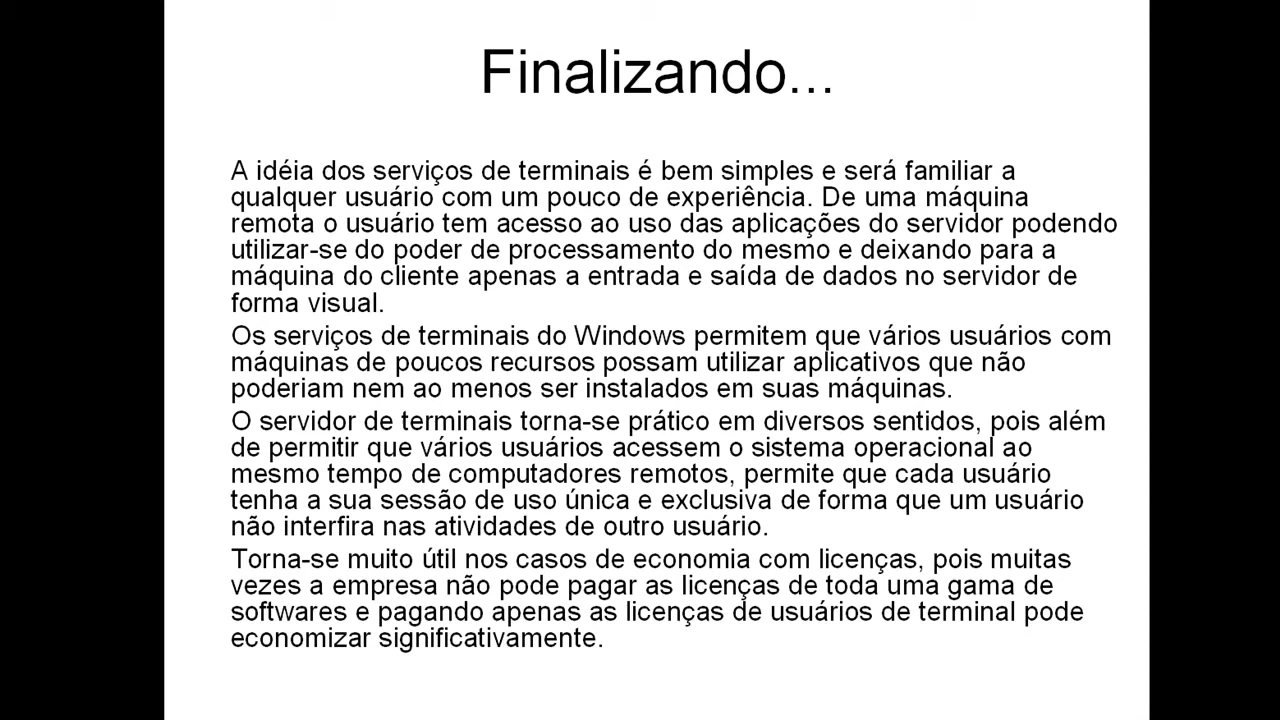 Finalizando...
A idéia dos serviços de terminais é bem simples e será familiar a
qualquer usuário com um pouco de experiência. De uma máquina
remota o usuário tem acesso ao uso das aplicações do servidor podendo
utilizar-se do poder de processamento do mesmo e deixando para a
máquina do cliente apenas a entrada e saída de dados no servidor de
forma visual.
Os serviços de terminais do Windows permitem que vários usuários com
máquinas de poucos recursos possam utilizar aplicativos que não
poderiam nem ao menos ser instalados em suas máquinas.
O servidor de terminais torna-se prático em diversos sentidos, pois além
de permitir que vários usuários acessem o sistema operacional ao
mesmo tempo de computadores remotos, permite que cada usuário
tenha a sua sessão de uso única e exclusiva de forma que um usuário
não interfira nas atividades de outro usuário.
Torna-se muito útil nos casos de economia com licenças, pois muitas
vezes a empresa não pode pagar as licenças de toda uma gama de
softwares e pagando apenas as licenças de usuários de terminal pode
economizar significativamente.